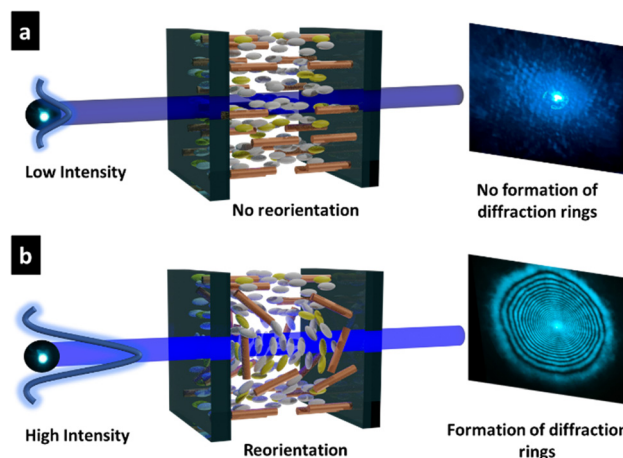 a
Low Intensity
No reorientation
No formation of
diffraction rings
b
High Intensity
Reorientation
Formation of diffraction
rings